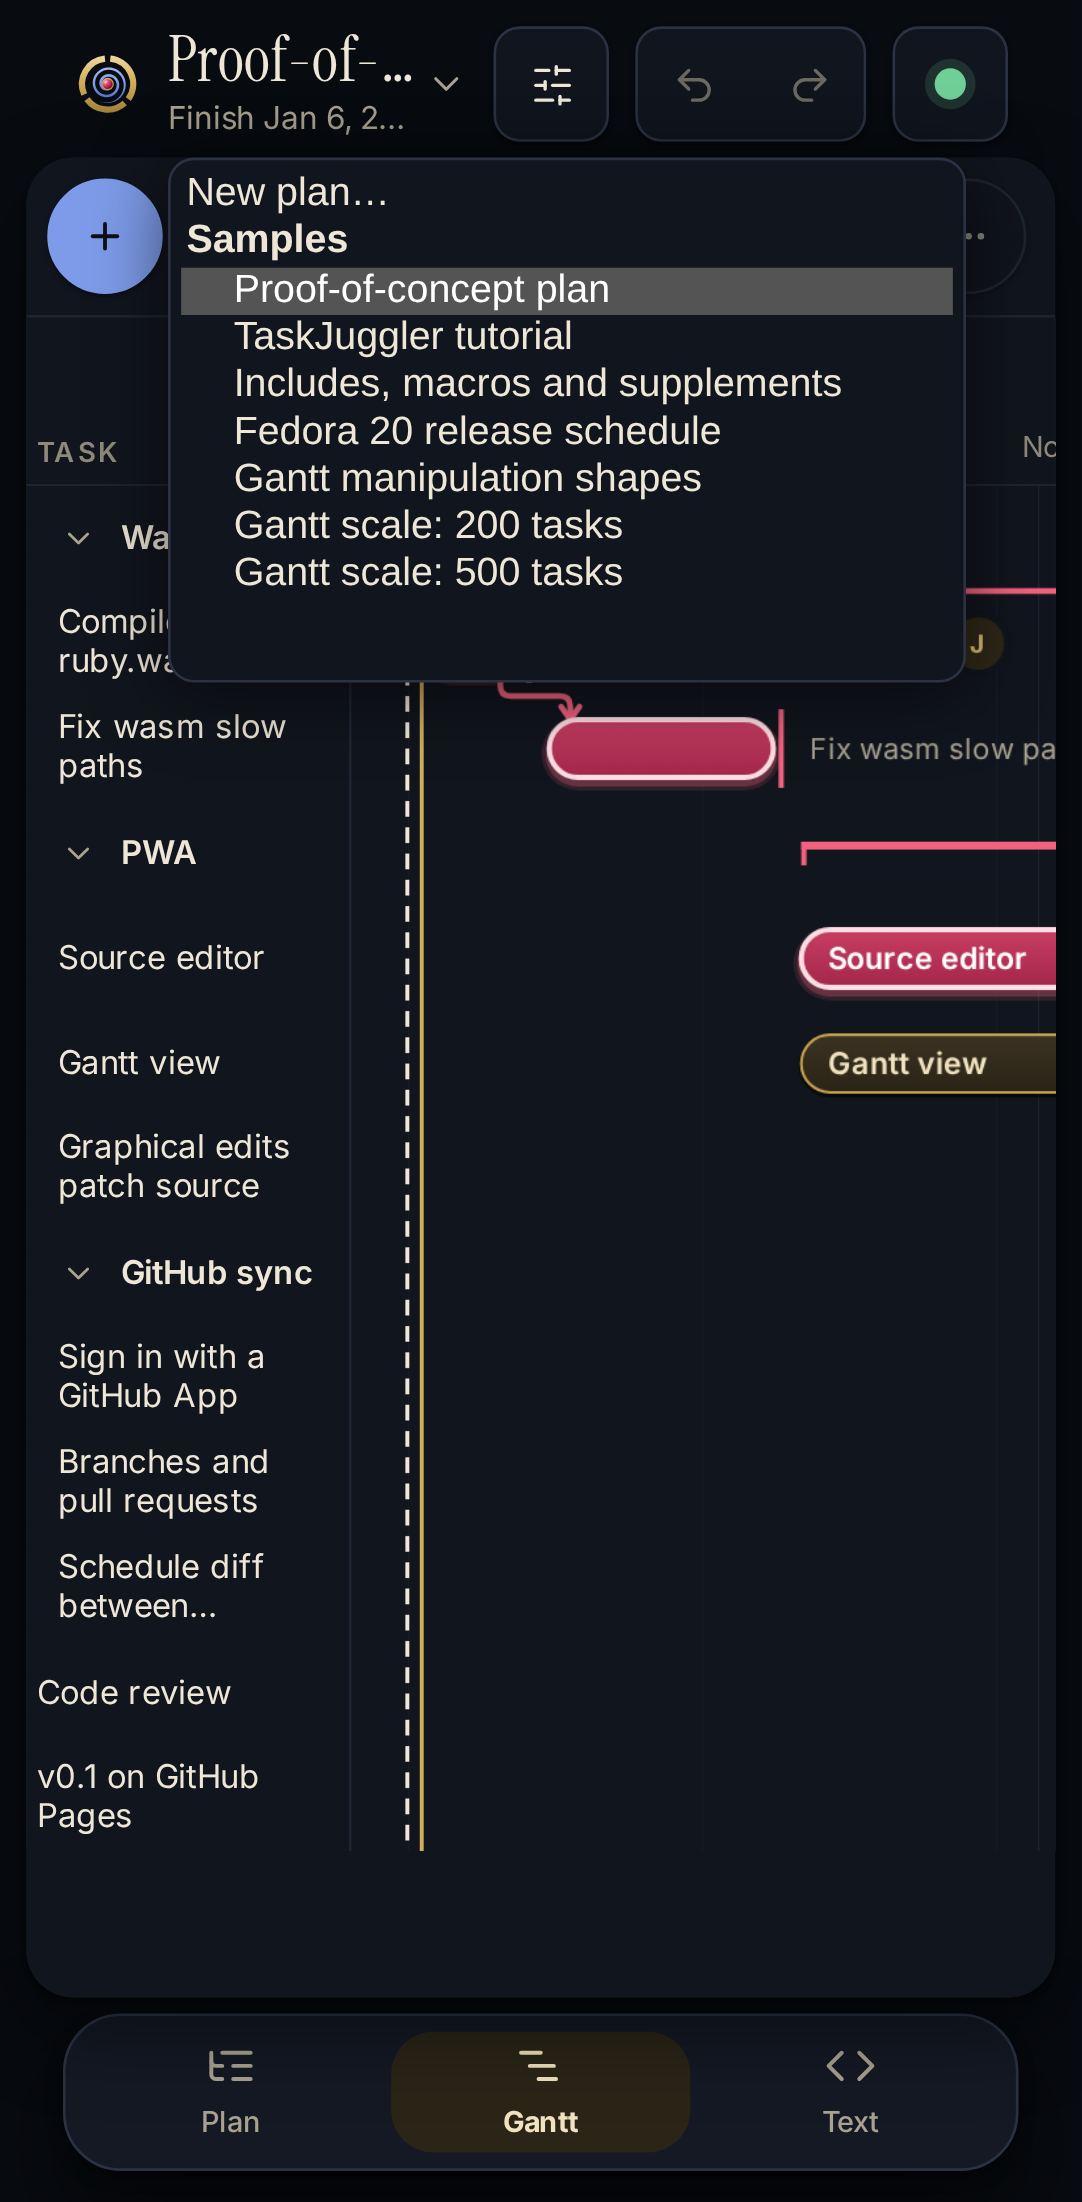 Proof-of-...
Finish Jan 6, 2...
New plan...
Samples
Proof-of-concept plan
TaskJuggler tutorial
Includes, macros and supplements
Fedora 20 release schedule
Gantt manipulation shapes
Gantt scale: 200 tasks
Gantt scale: 500 tasks
TASK
J
Fix wasm slow
paths
Fix wasm slow
PWA
Source editor
Source editor
Gantt view
Gantt view
Graphical edits
patch source
GitHub sync
Sign in with a
GitHub App
Branches and
pull requests
Schedule diff
between...
Code review
v0.1 on GitHub
Pages
Plan
Gantt
Text